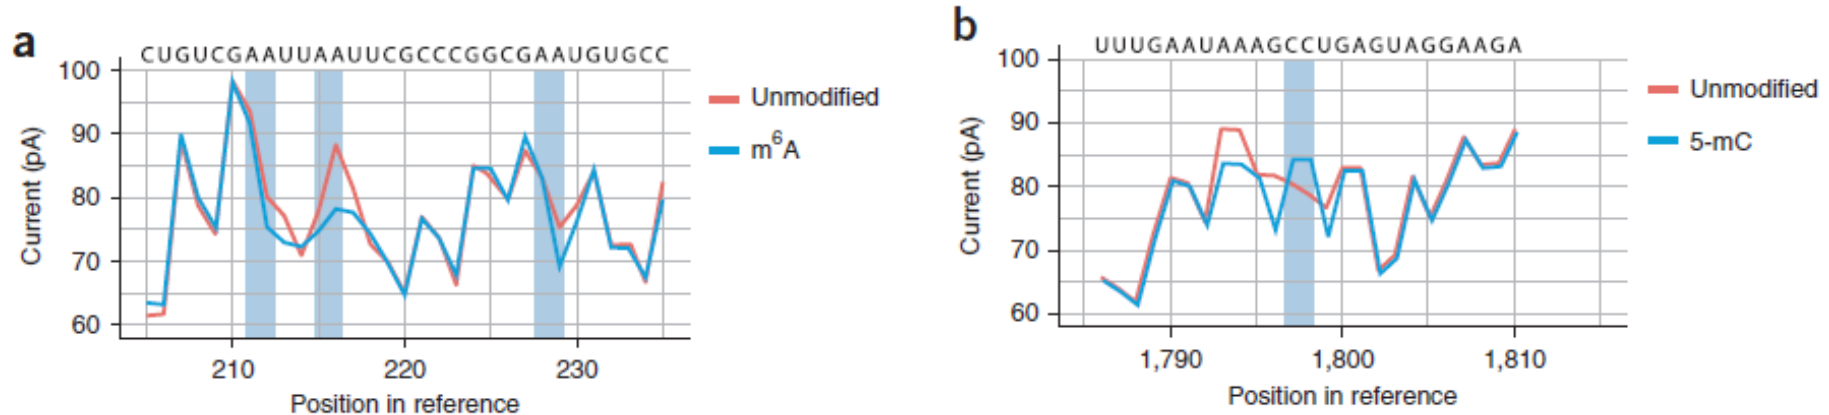 a
CUGUCGAAUUAAUUCGCCCGGCGAAUGUGCC
100
90
80
70
60
Current (pA)
210 220 230
Position in reference
Unmodified
m⁶A
b
UUUGAAUAAAGCCUGAGUAGGAAGA
100
90
80
70
60
Current (pA)
1,790 1,800 1,810
Position in reference
Unmodified
5-mC